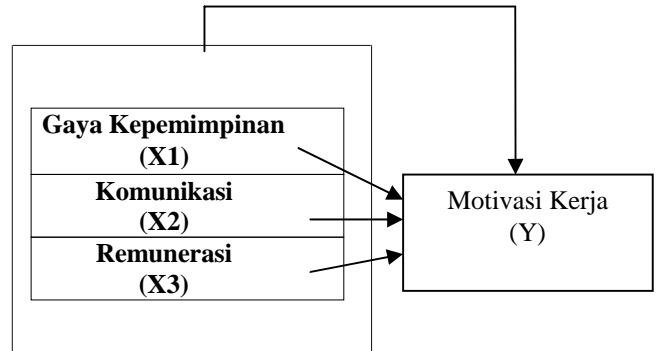 Gaya Kepemimpinan
(X1)
Komunikasi
(X2)
Remunerasi
(X3)
Motivasi Kerja
(Y)